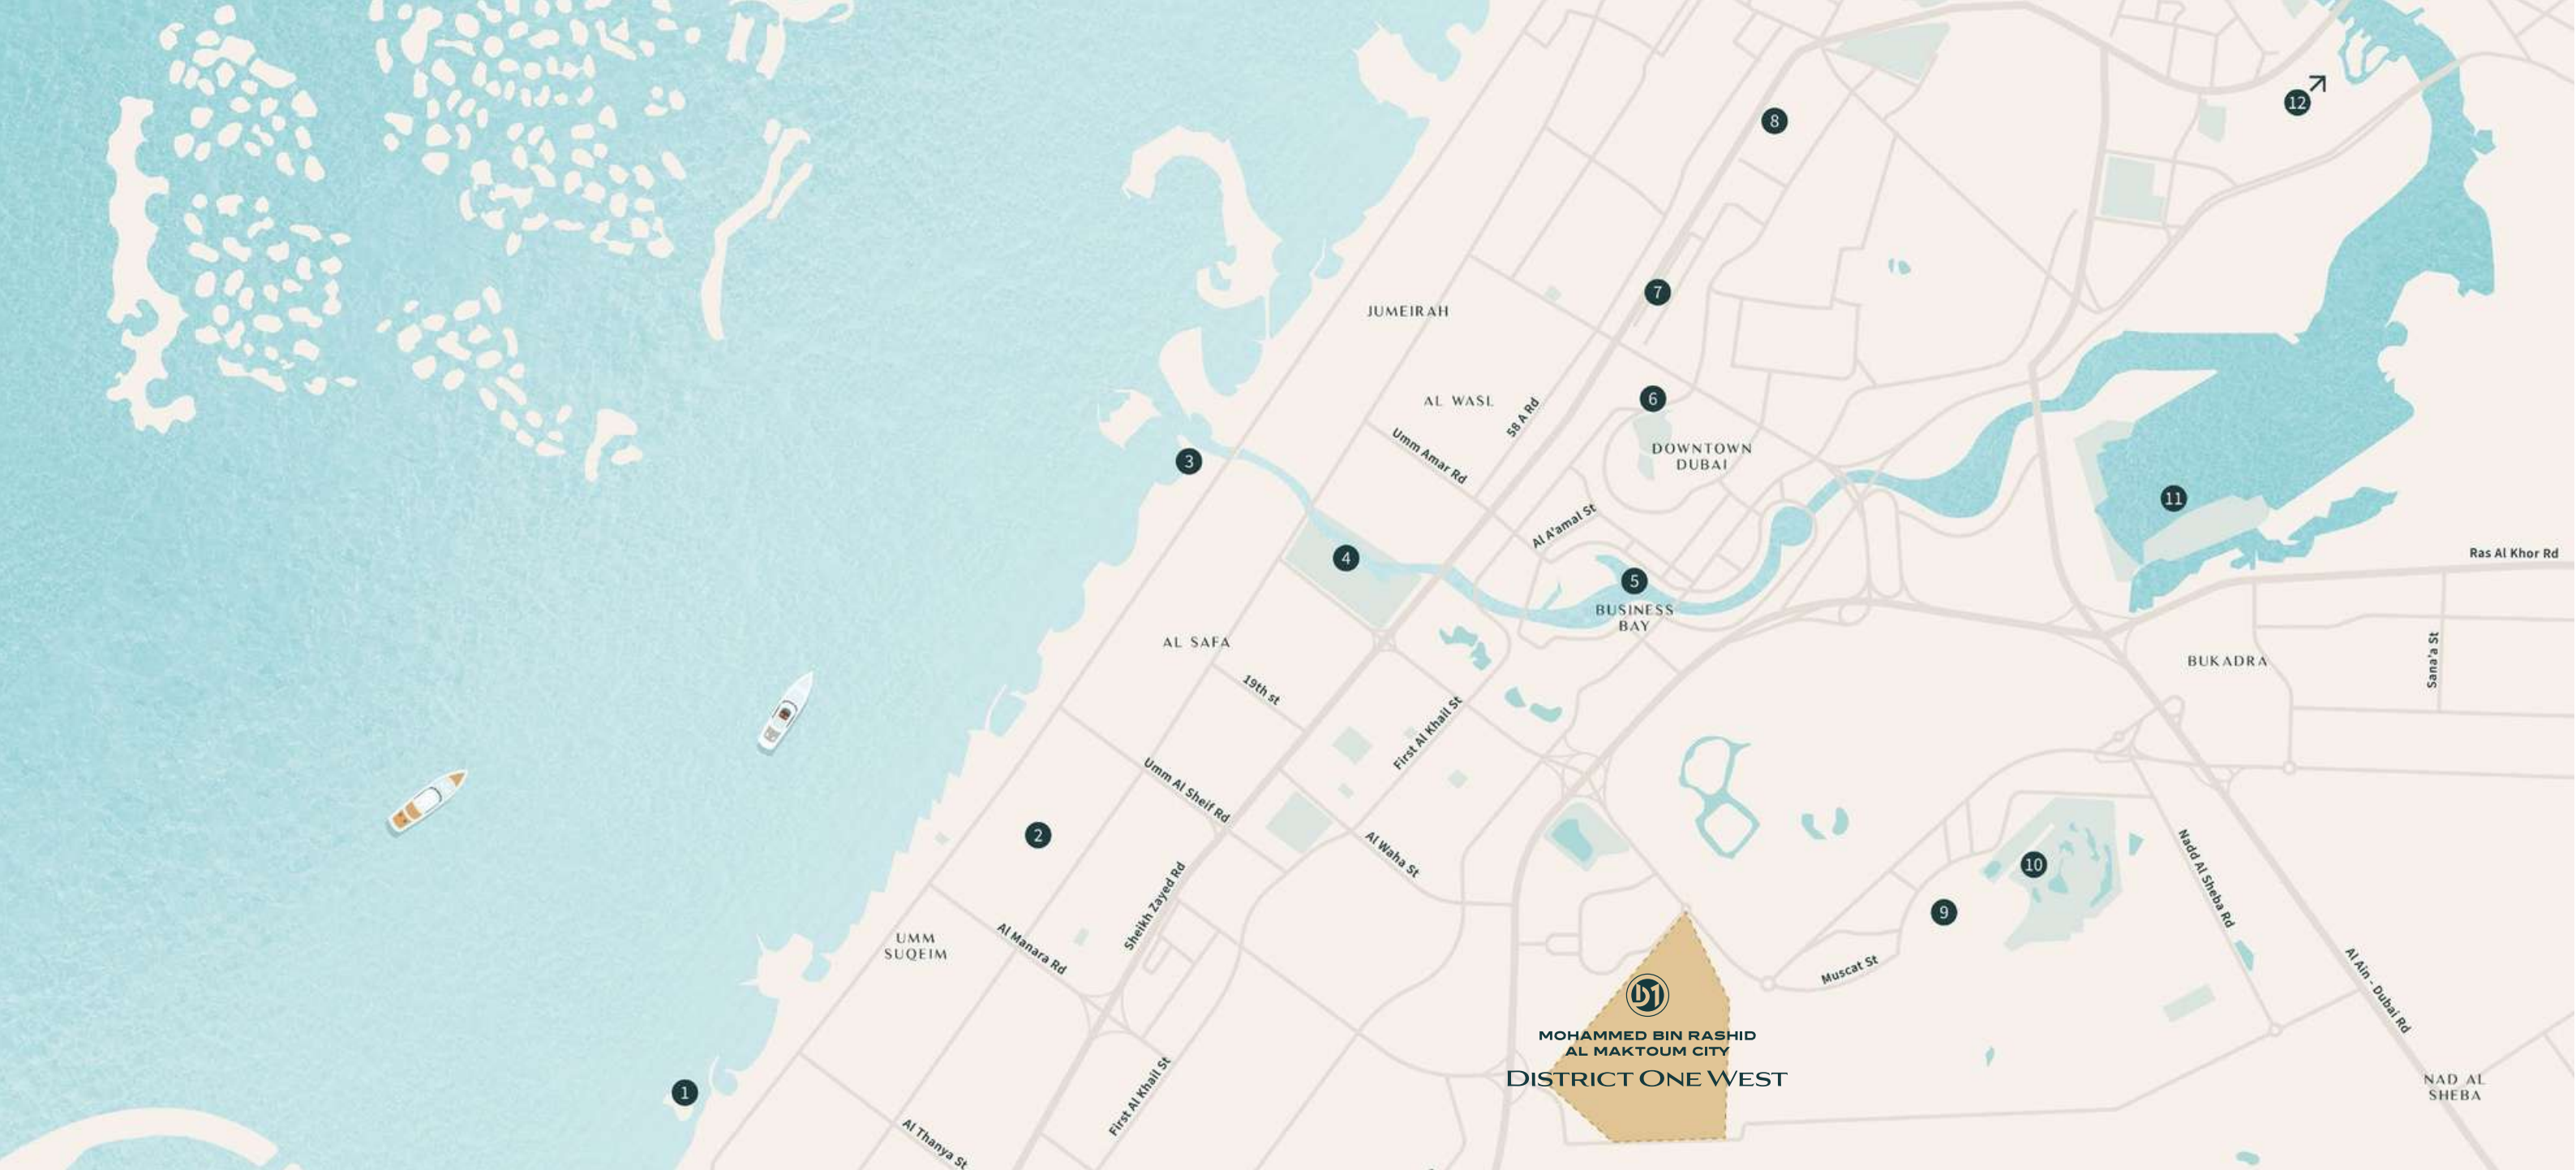 12
8
7
JUMEIRAH
6
AL WASL
58 A Rd
Umm Amar Rd
DOWNTOWN
DUBAI
3
11
Al A'amal St
4
Ras Al Khor Rd
5
BUSINESS
BAY
AL SAFA
BUKADRA
Sana'a St
19th st
First Al Khail St
Umm Al Sheif Rd
2
Al Waha St
10
Nadd Al Sheba Rd
9
Sheikh Zayed Rd
UMM
SUQEIM
Al Manara Rd
Muscat St
Al Ain - Dubai Rd
D1
MOHAMMED BIN RASHID
AL MAKTOUM CITY
DISTRICT ONE WEST
1
First Al Khail St
NAD AL
SHEBA
Al Thanya St